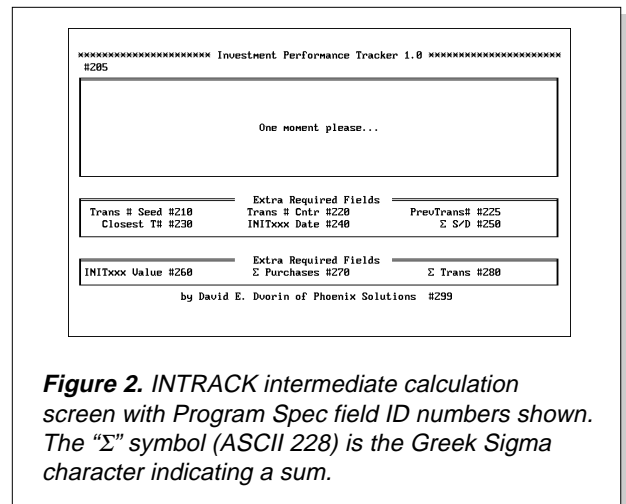 ********************** Investment Performance Tracker 1.0 **********************
#205
One moment please...
Extra Required Fields
Trans # Seed #210 Trans # Cntr #220 PrevTrans# #225
Closest T# #230 INITxxx Date #240 Σ S/D #250
Extra Required Fields
INITxxx Value #260 Σ Purchases #270 Σ Trans #280
by David E. Dvorin of Phoenix Solutions #299
Figure 2. INTRACK intermediate calculation
screen with Program Spec field ID numbers shown.
The “Σ” symbol (ASCII 228) is the Greek Sigma
character indicating a sum.